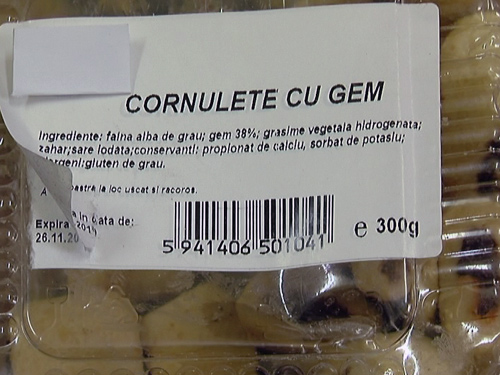 CORNULETE CU GEM
Ingrediente: faina alba de grau; gem 38%; grasime vegetala hidrogenata;
zahar;sare iodata;conservanti: propionat de calciu, sorbat de potasiu;
gluten de grau.
la loc uscat si racoros.
Expira
data de:
26.11.20
5 941406 501041
e 300g